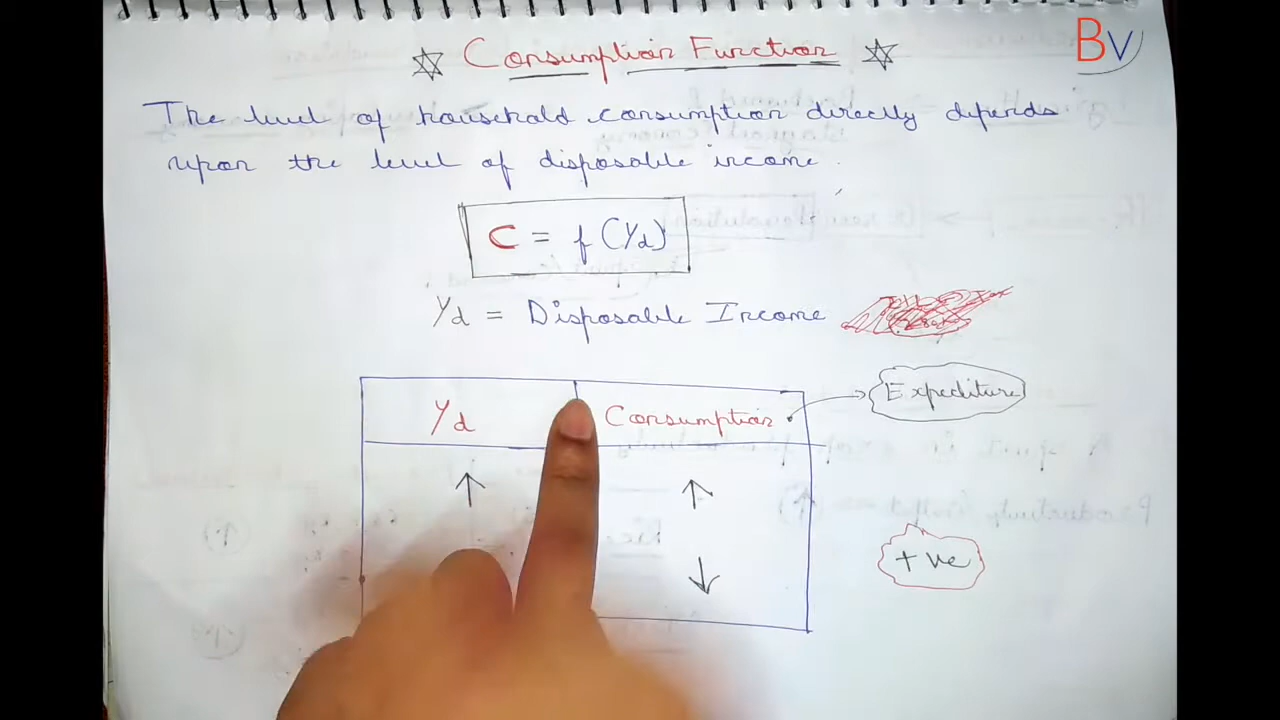 Consumption Function
BV
The level of household consumption directly depends
upon the level of disposable income.
C = f (Yd)
Yd = Disposable Income
Yd Consumption → Expediture
↑ ↑
↓
+ve